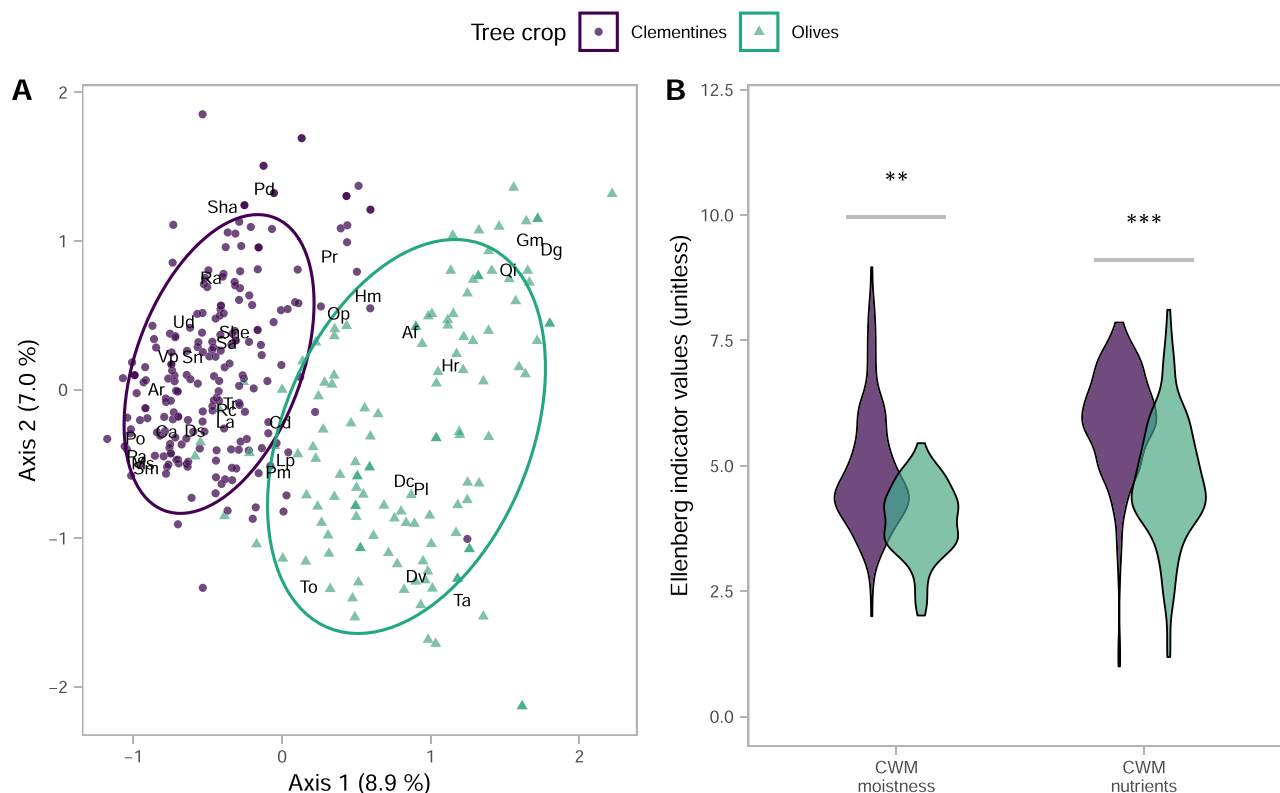 Tree crop Clementines Olives
A
B
2
1
0
−1
−2
Axis 2 (7.0 %)
Pd
Sha
Gm
Dg
Pr
Qi
Ra
Hm
Op
Ud
She
Al
Sa
Vp
Sn
Hr
Ar
Tr
Rc
La
Cd
Ca
Ds
Po
Lp
Sm
Pm
Dc
Pl
Dv
To
Ta
−1
0
1
2
Axis 1 (8.9 %)
Ellenberg indicator values (unitless)
12.5
10.0
7.5
5.0
2.5
0.0
**
***
CWM
moistness
CWM
nutrients